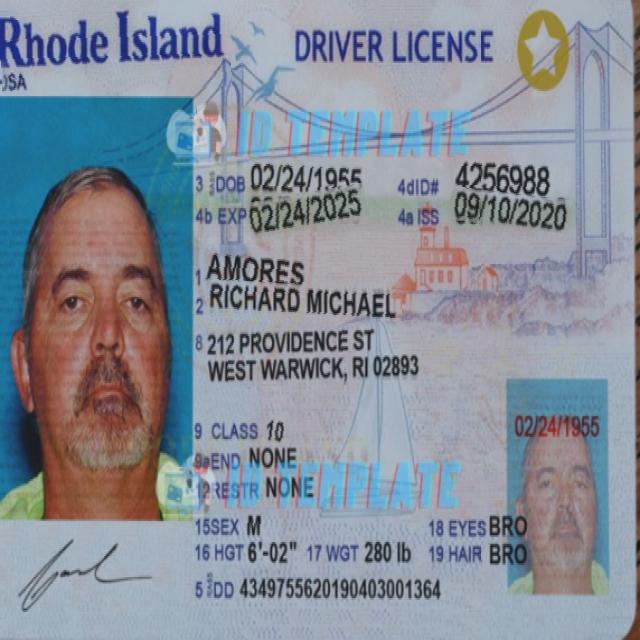 Rhode Island
USA
DRIVER LICENSE
ID TEMPLATE
3 DOB 02/24/1955
4d ID# 4256988
4b EXP 02/24/2025
4a ISS 09/10/2020
1 AMORES
2 RICHARD MICHAEL
8 212 PROVIDENCE ST
WEST WARWICK, RI 02893
02/24/1955
9 CLASS 10
9a END NONE
ID TEMPLATE
12 RESTR NONE
15 SEX M
18 EYES BRO
16 HGT 6'-02" 17 WGT 280 lb 19 HAIR BRO
5 DD 4349755620190403001364